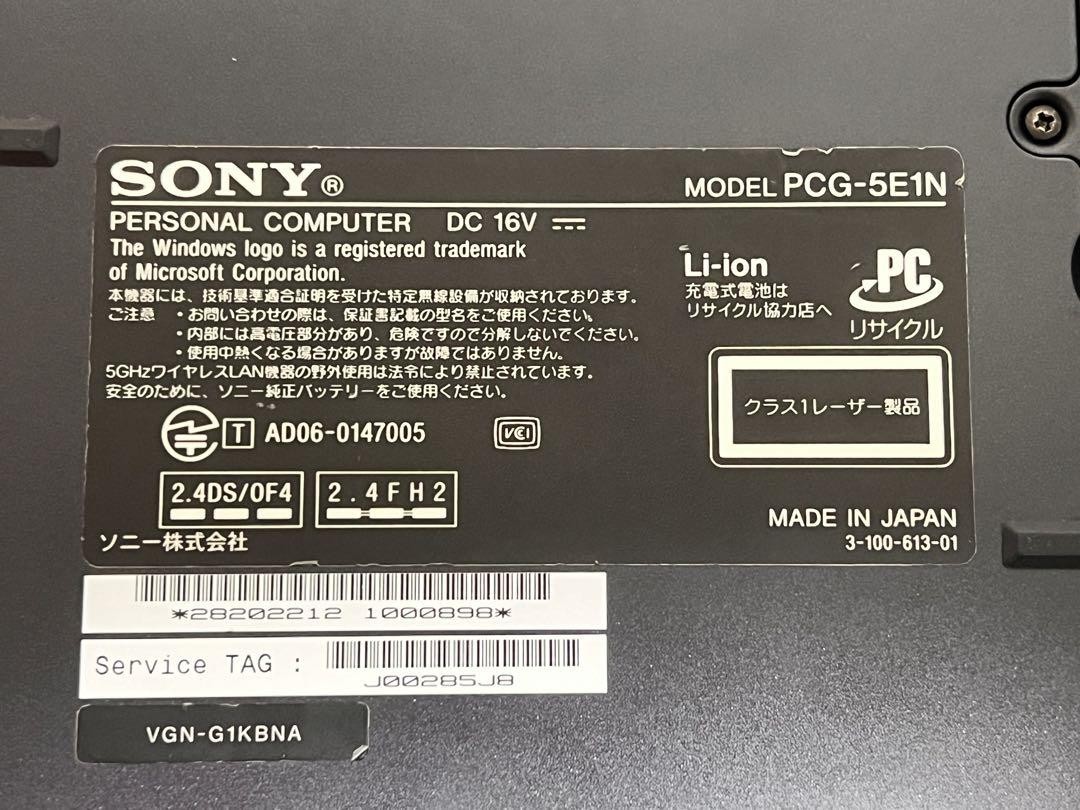 SONY®
MODEL PCG-5E1N
PERSONAL COMPUTER DC 16V
The Windows logo is a registered trademark
of Microsoft Corporation.
本機器には、技術基準適合証明を受けた特定無線設備が収納されております。
ご注意 ・お問い合わせの際は、保証書記載の型名をご使用ください。
・内部には高電圧部分があり、危険ですので分解しないでください。
・使用中熱くなる場合がありますが故障ではありません。
5GHzワイヤレスLAN機器の野外使用は法令により禁止されています。
安全のために、ソニー純正バッテリーをご使用ください。
Li-ion
充電式電池は
リサイクル協力店へ
PC
リサイクル
クラス1レーザー製品
T AD06-0147005
VCI
2.4DS/OF4
2.4FH2
ソニー株式会社
MADE IN JAPAN
3-100-613-01
*28202212 1000898*
Service TAG :
J00285J8
VGN-G1KBNA